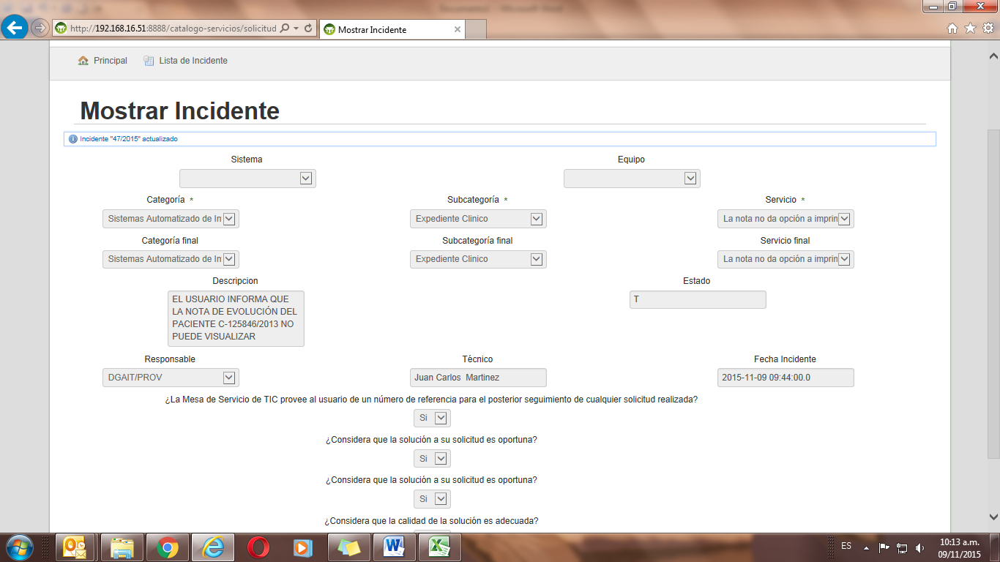 http://192.168.16.51:8888/catalogo-servicios/solicitud
Mostrar Incidente
Principal
Lista de Incidente
Mostrar Incidente
Incidente "47/2015" actualizado
Sistema
Equipo
Categoría *
Subcategoría *
Servicio *
Sistemas Automatizado de In
Expediente Clinico
La nota no da opción a imprin
Categoría final
Subcategoría final
Servicio final
Sistemas Automatizado de In
Expediente Clinico
La nota no da opción a imprin
Descripcion
Estado
EL USUARIO INFORMA QUE
LA NOTA DE EVOLUCIÓN DEL
PACIENTE C-125846/2013 NO
PUEDE VISUALIZAR
T
Responsable
Técnico
Fecha Incidente
DGAIT/PROV
Juan Carlos Martinez
2015-11-09 09:44:00.0
¿La Mesa de Servicio de TIC provee al usuario de un número de referencia para el posterior seguimiento de cualquier solicitud realizada?
Si
¿Considera que la solución a su solicitud es oportuna?
Si
¿Considera que la solución a su solicitud es oportuna?
Si
¿Considera que la calidad de la solución es adecuada?
ES
10:13 a.m.
09/11/2015